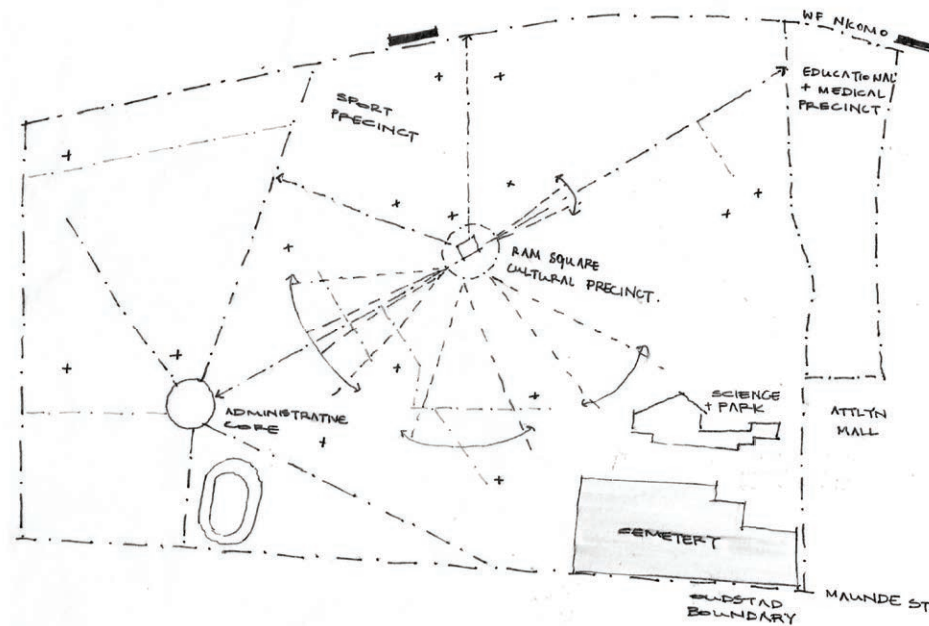 WF NKOMO
EDUCATIONAL
+ MEDICAL
PRECINCT
SPORT
PRECINCT
RAM SQUARE
CULTURAL PRECINCT.
ADMINISTRATIVE
CORE
SCIENCE
+ PARK
ATTLYN
MALL
CEMETERY
MAUNDE ST
OUDSTAD
BOUNDARY